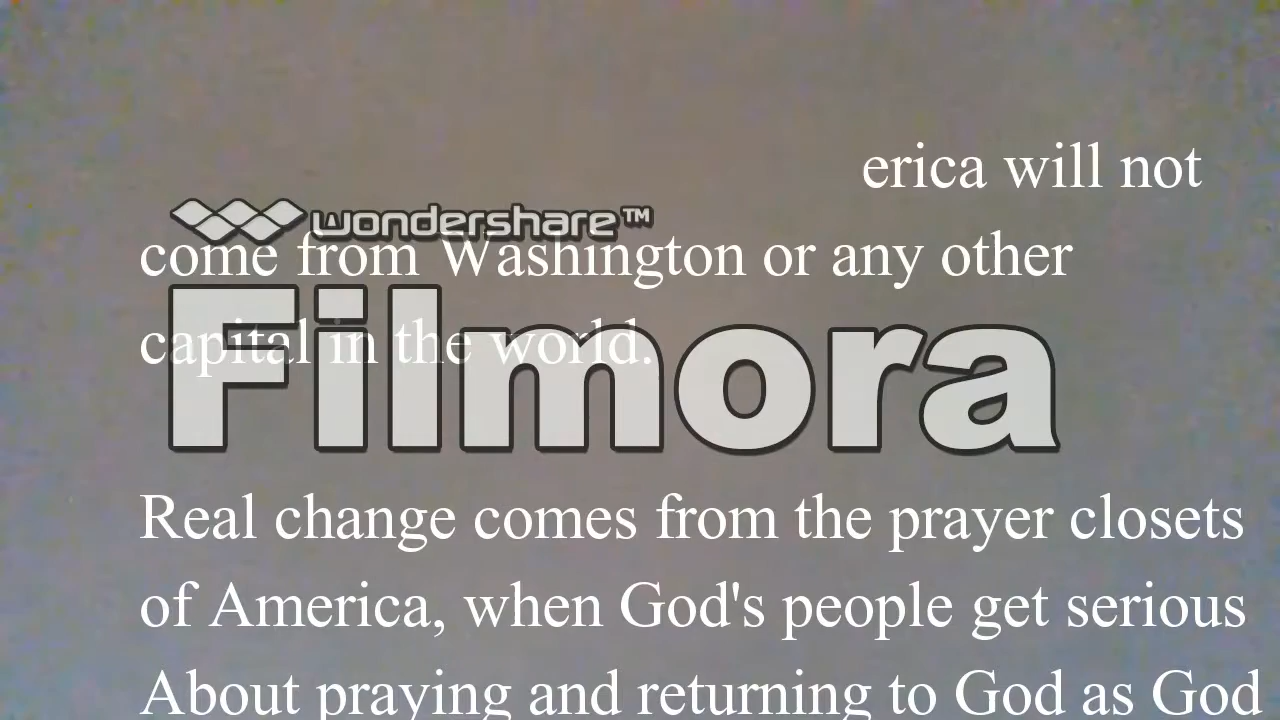 erica will not
wondershare™
come from Washington or any other
Filmora
capital in the world.
Real change comes from the prayer closets
of America, when God's people get serious
About praying and returning to God as God